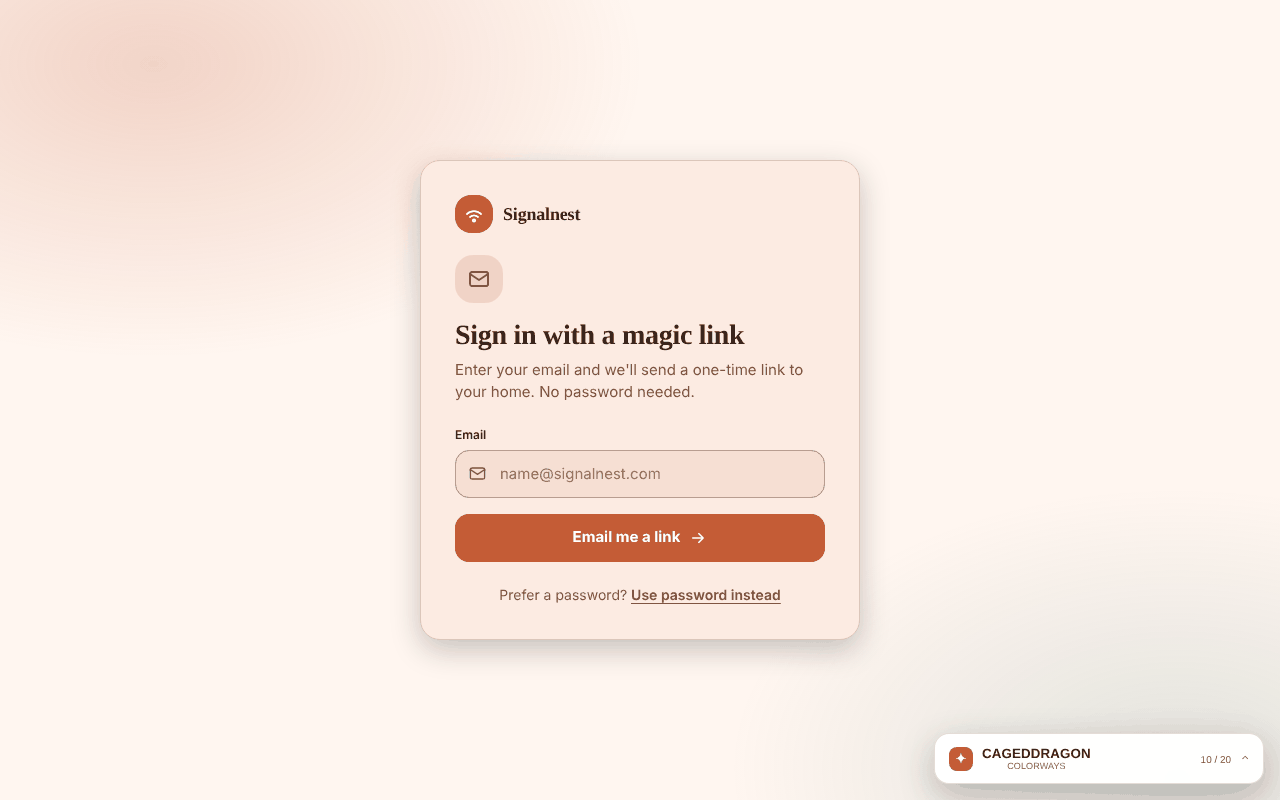 Signalnest
Sign in with a magic link
Enter your email and we'll send a one-time link to
your home. No password needed.
Email
name@signalnest.com
Email me a link →
Prefer a password? Use password instead
CAGEDDRAGON
COLORWAYS
10 / 20